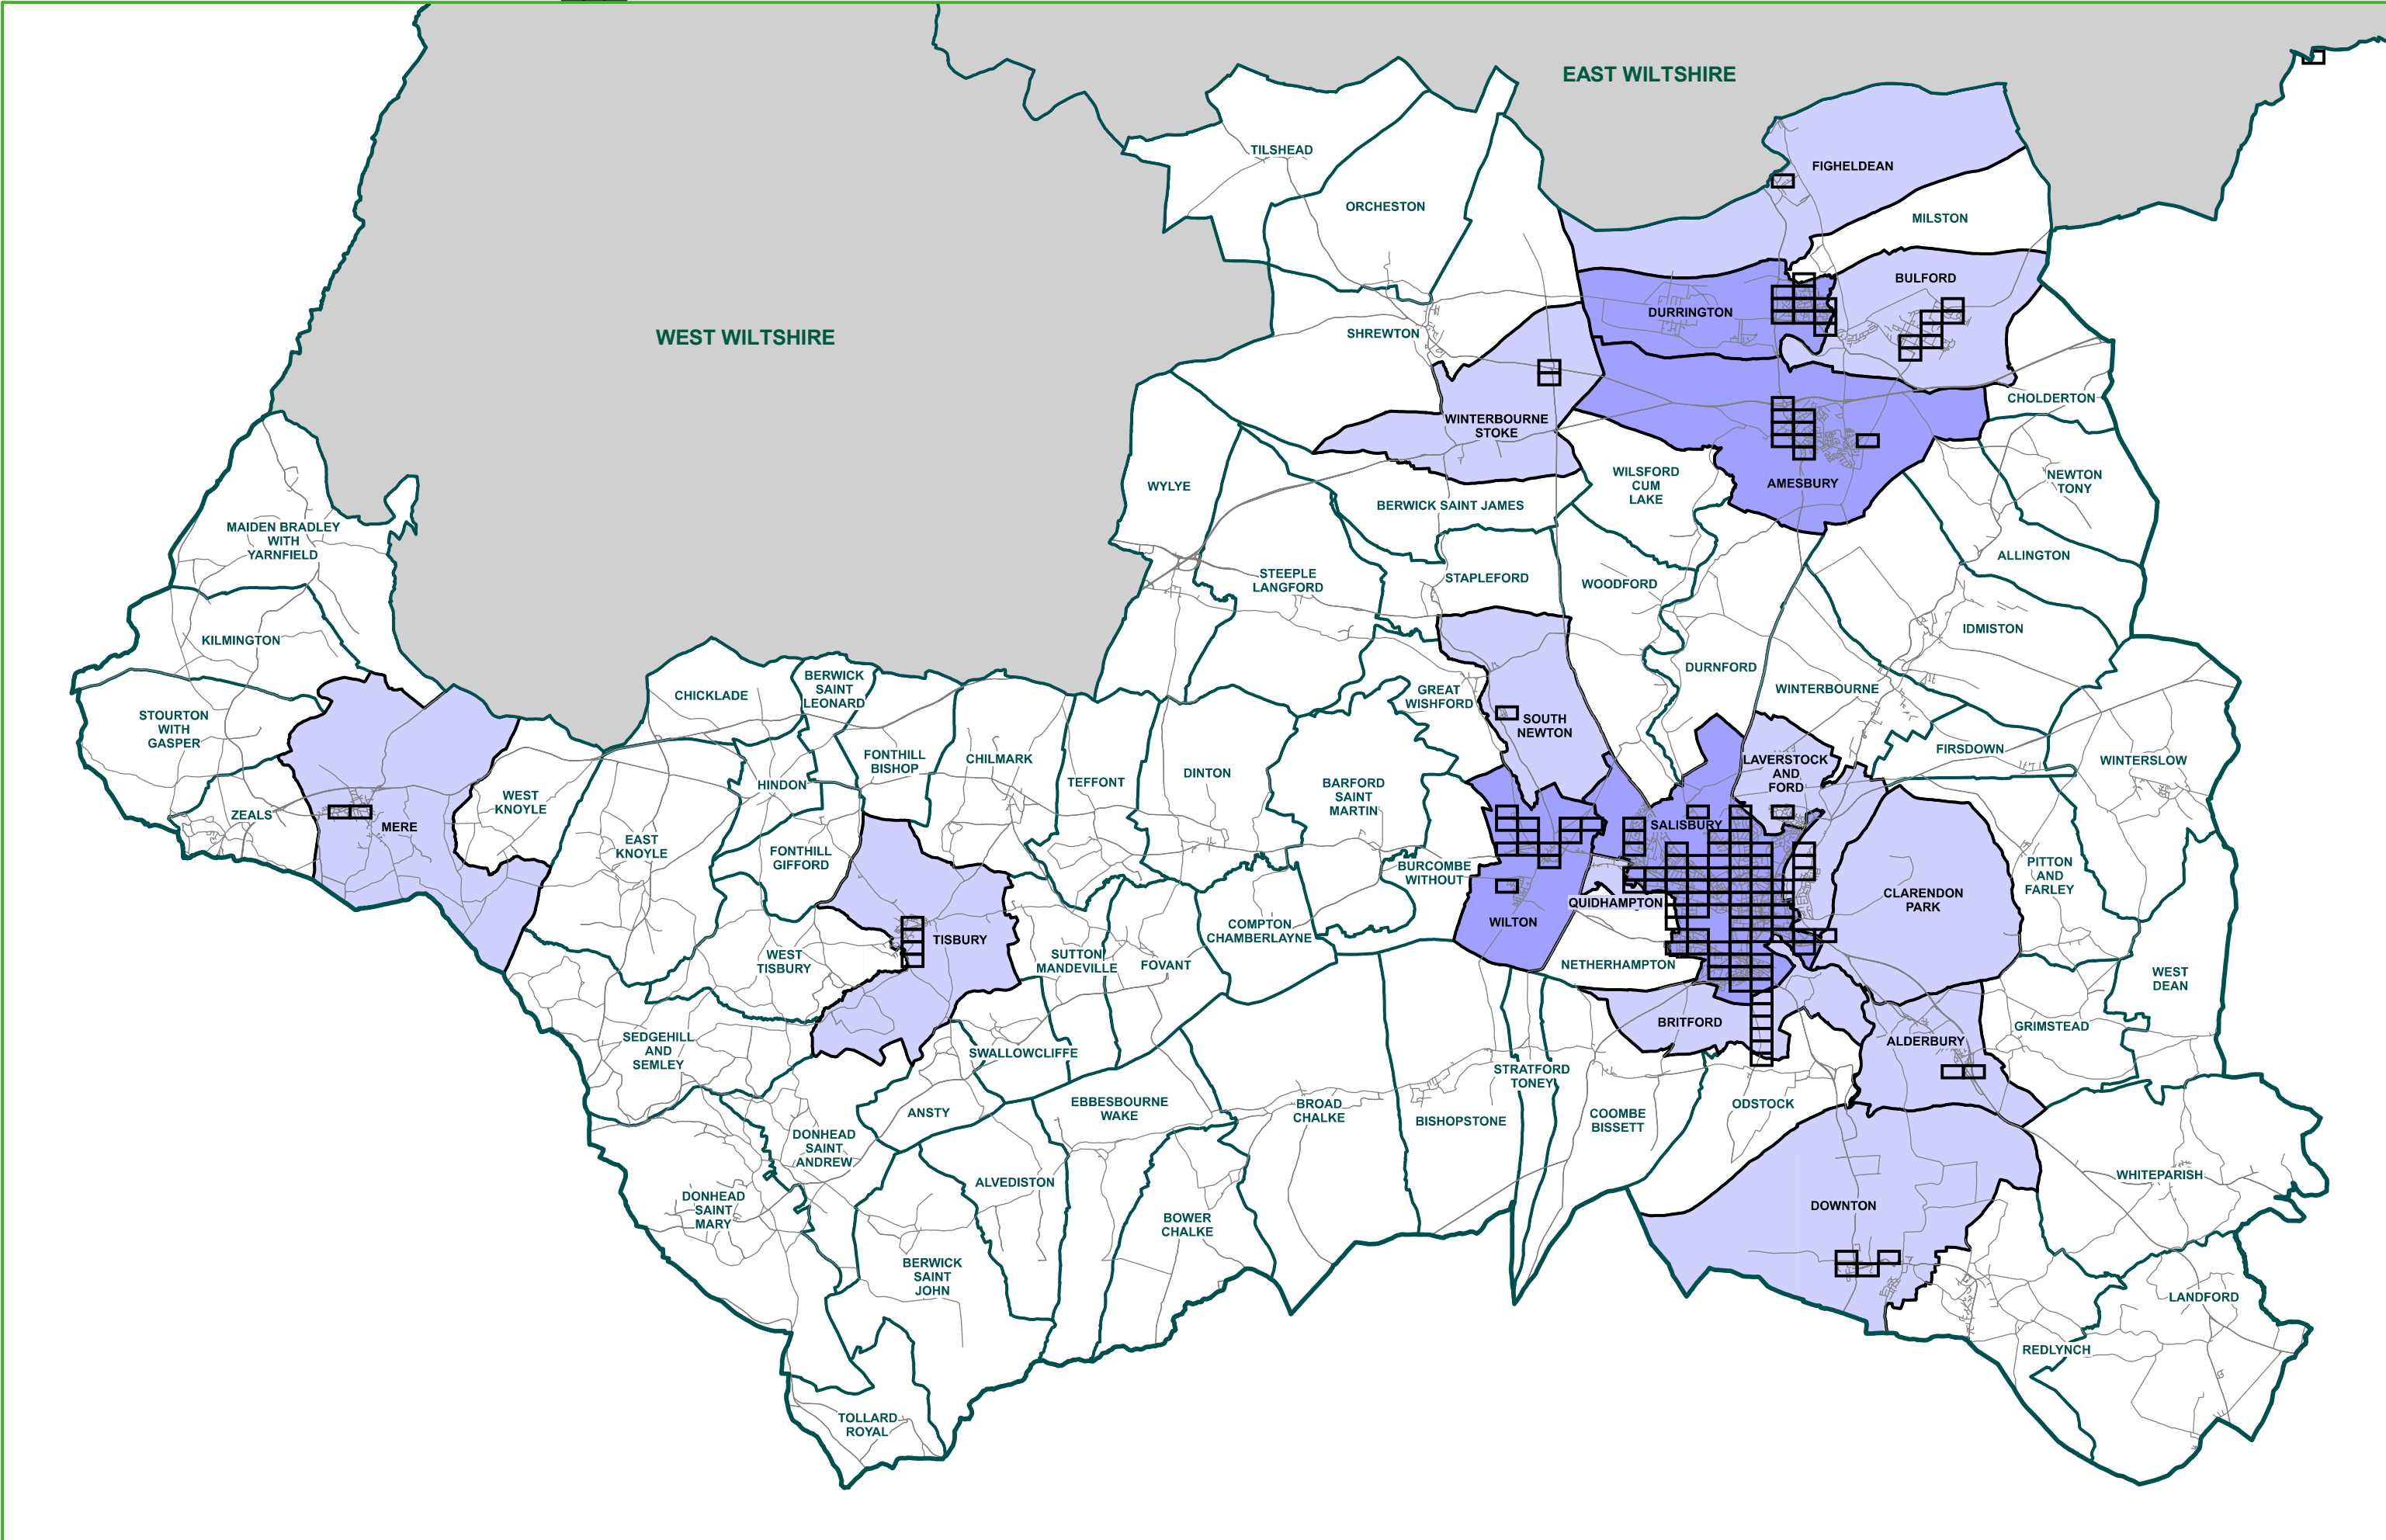 EAST WILTSHIRE
TILSHEAD
FIGHELDEAN
ORCHESTON
MILSTON
BULFORD
DURRINGTON
WEST WILTSHIRE
SHREWTON
CHOLDERTON
WINTERBOURNE
STOKE
WILSFORD
CUM
LAKE
AMESBURY
NEWTON
TONY
WYLYE
BERWICK SAINT JAMES
MAIDEN BRADLEY
WITH
YARNFIELD
ALLINGTON
STEEPLE
LANGFORD
STAPLEFORD
WOODFORD
IDMISTON
KILMINGTON
DURNFORD
CHICKLADE
BERWICK
SAINT
LEONARD
GREAT
WISHFORD
WINTERBOURNE
STOURTON
WITH
GASPER
SOUTH
NEWTON
FIRSDOWN
FONTHILL
BISHOP
CHILMARK
LAVERSTOCK
AND
FORD
WINTERSLOW
HINDON
TEFFONT
DINTON
BARFORD
SAINT
MARTIN
WEST
KNOYLE
ZEALS
MERE
SALISBURY
EAST
KNOYLE
FONTHILL
GIFFORD
BURCOMBE
WITHOUT
PITTON
AND
FARLEY
QUIDHAMPTON
CLARENDON
PARK
WILTON
COMPTON
CHAMBERLAYNE
TISBURY
WEST
TISBURY
SUTTON
MANDEVILLE
FOVANT
NETHERHAMPTON
WEST
DEAN
BRITFORD
GRIMSTEAD
ALDERBURY
SEDGEHILL
AND
SEMLEY
SWALLOWCLIFFE
STRATFORD
TONEY
EBBESBOURNE
WAKE
BROAD
CHALKE
ANSTY
ODSTOCK
BISHOPSTONE
COOMBE
BISSETT
DONHEAD
SAINT
ANDREW
WHITEPARISH
ALVEDISTON
DONHEAD
SAINT
MARY
DOWNTON
BOWER
CHALKE
BERWICK
SAINT
JOHN
LANDFORD
REDLYNCH
TOLLARD
ROYAL